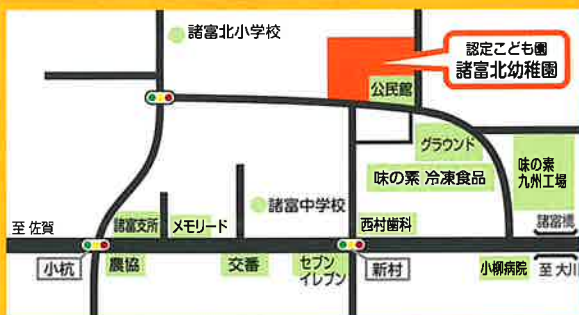 諸富北小学校
認定こども園
諸富北幼稚園
公民館
グラウンド
味の素 冷凍食品
味の素
九州工場
諸富中学校
至 佐賀
諸富支所
メモリード
西村歯科
諸富橋
小杭
農協
交番
セブン
イレブン
新村
小柳病院
至 大川